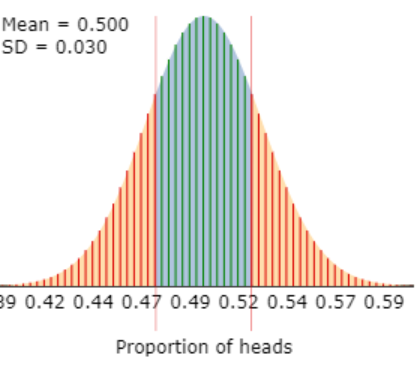 Mean = 0.500
SD = 0.030
39 0.42 0.44 0.47 0.49 0.52 0.54 0.57 0.59
Proportion of heads